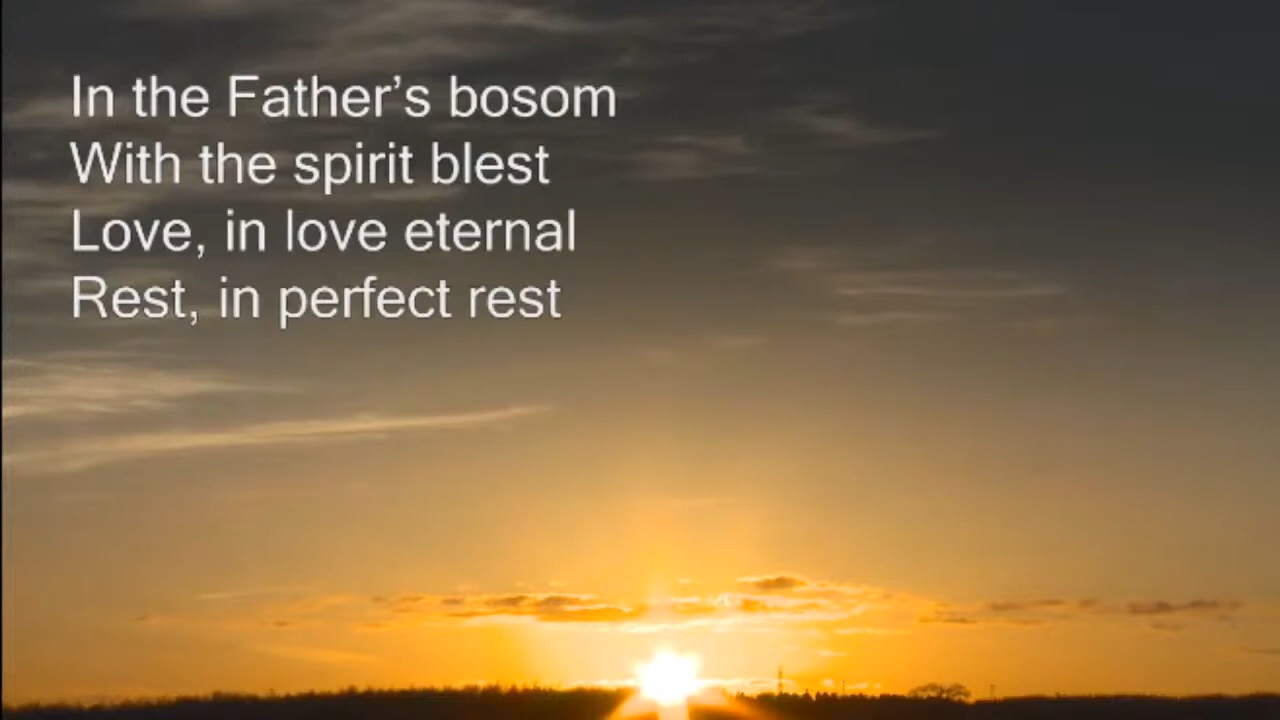 In the Father’s bosom
With the spirit blest
Love, in love eternal
Rest, in perfect rest